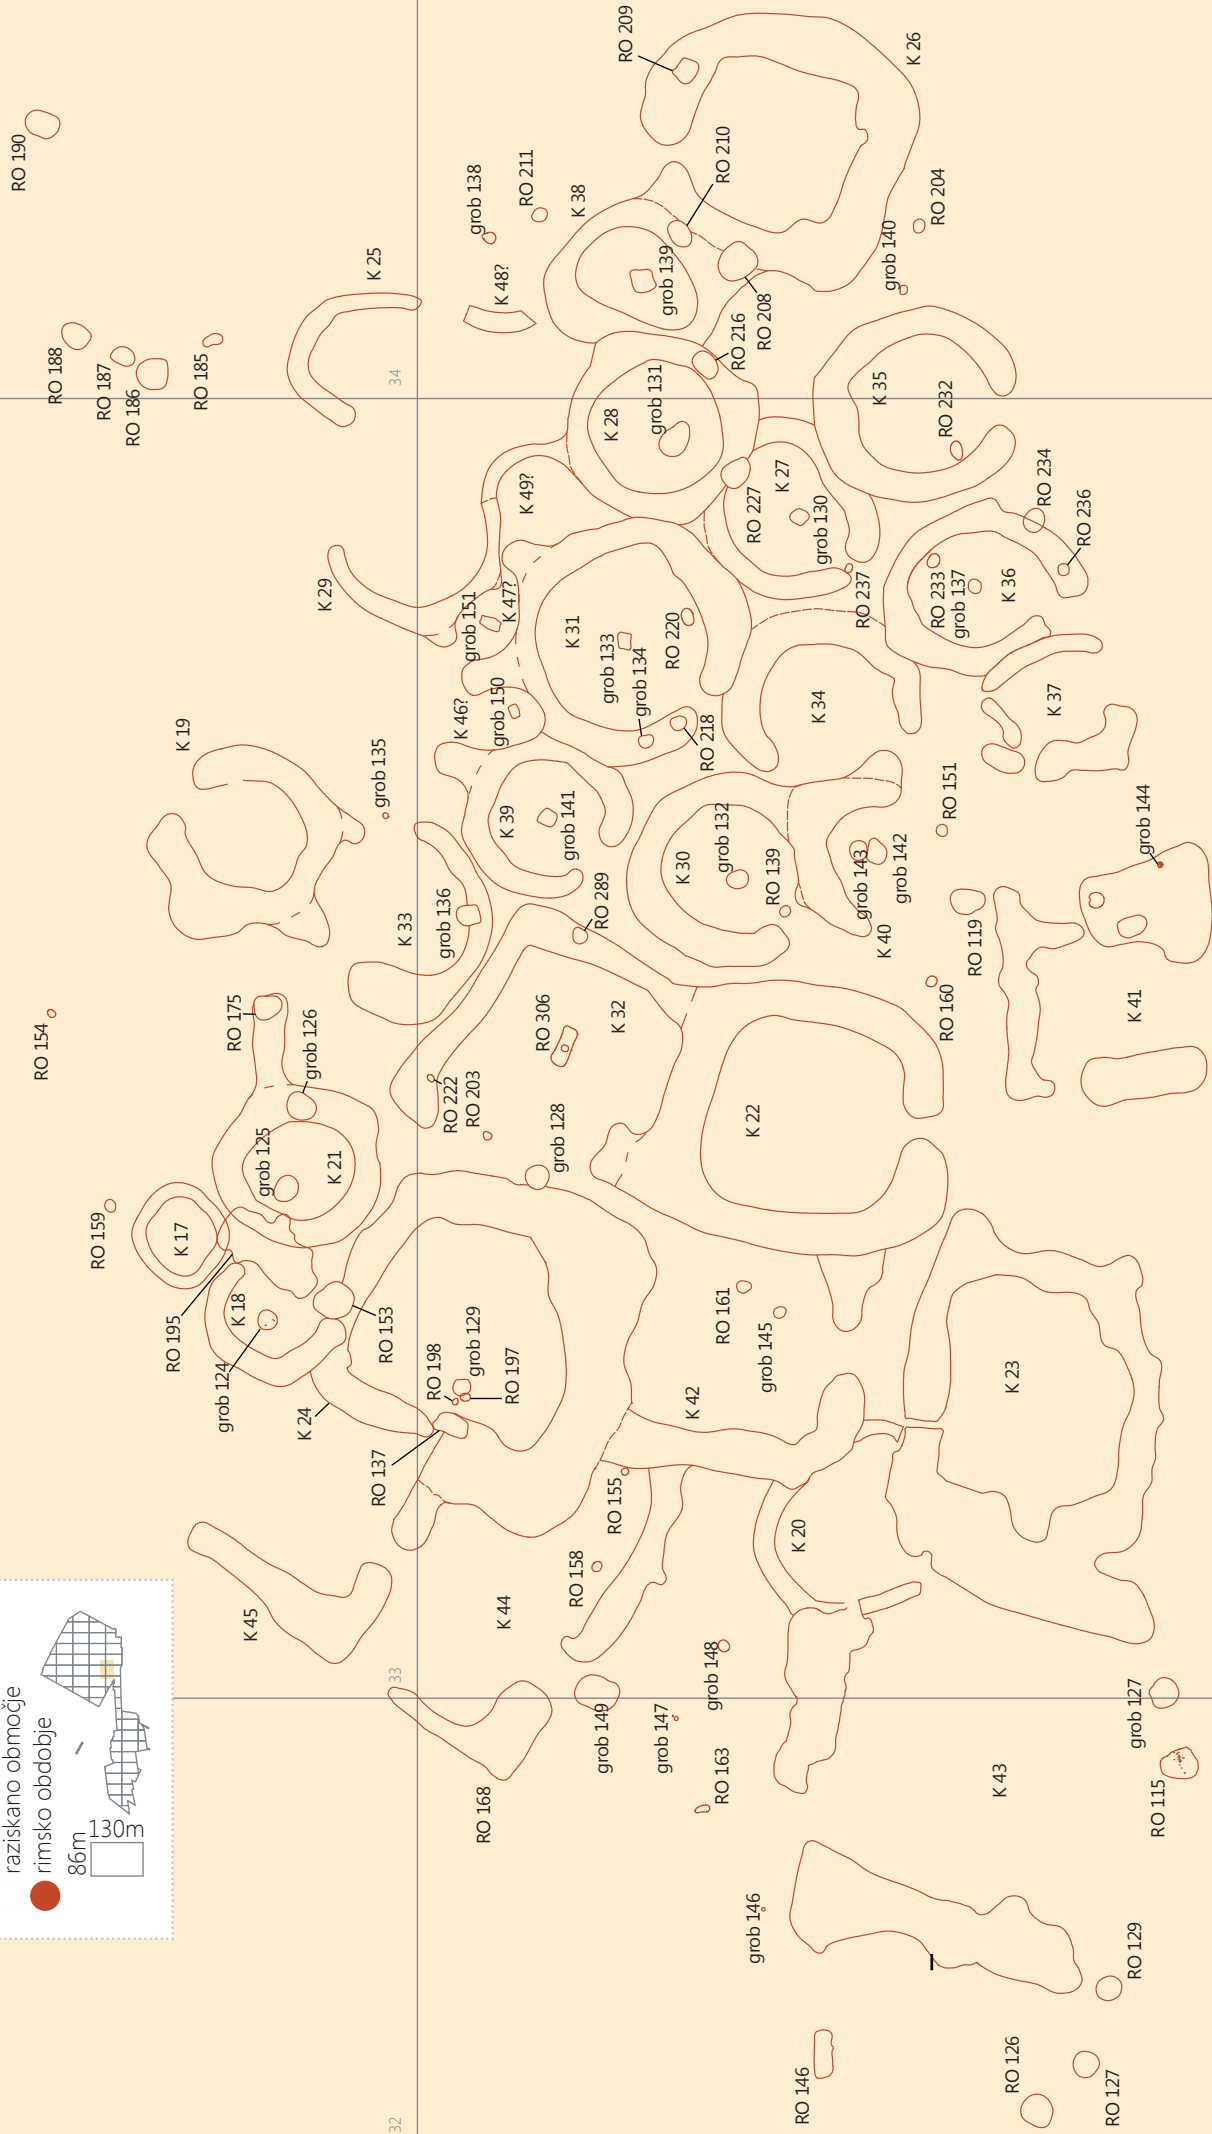 RO 190
RO 209
K 26
RO 210
RO 211
grob 138
K 38
RO 204
grob 140
K 25
K 48?
grob 139
RO 208
RO 216
RO 188
RO 187
RO 186
RO 185
34
K 28
grob 131
K 35
RO 232
K 49?
K 27
RO 227
grob 130
RO 234
RO 236
K 29
grob 151
K 47?
K 31
RO 237
RO 233
grob 137
K 36
grob 133
grob 134
RO 220
K 46?
grob 150
K 34
K 37
RO 218
K 19
grob 135
K 39
grob 141
grob 132
K 30
RO 139
grob 143
grob 142
RO 151
grob 144
K 33
grob 136
RO 289
K 40
RO 119
RO 154
RO 175
grob 126
RO 306
K 32
RO 160
K 41
RO 222
RO 203
grob 128
K 22
grob 125
K 21
RO 159
K 17
RO 195
K 18
grob 124
RO 153
K 24
RO 198
grob 129
RO 197
RO 161
grob 145
K 42
K 23
RO 137
RO 155
K 20
RO 158
K 45
K 44
33
grob 148
grob 149
grob 147
grob 127
RO 163
RO 168
K 43
RO 115
grob 146
RO 129
RO 146
RO 126
RO 127
32
raziskano območje
rimsko obdobje
86m
130m